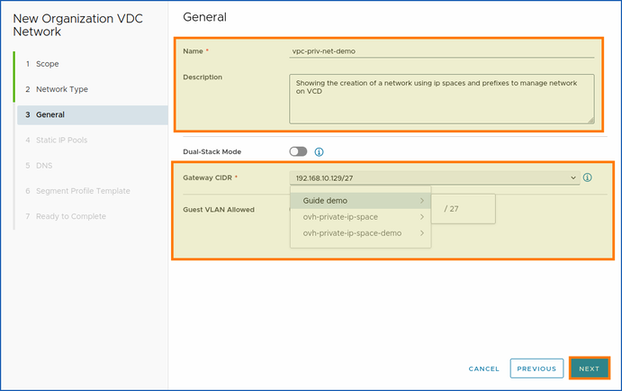 New Organization VDC
Network
1 Scope
2 Network Type
3 General
4 Static IP Pools
5 DNS
6 Segment Profile Template
7 Ready to Complete
General
Name *
vpc-priv-net-demo
Description
Showing the creation of a network using ip spaces and prefixes to manage network
on VCD
Dual-Stack Mode
Gateway CIDR *
192.168.10.129/27
Guest VLAN Allowed
Guide demo
ovh-private-ip-space
ovh-private-ip-space-demo
/ 27
CANCEL
PREVIOUS
NEXT